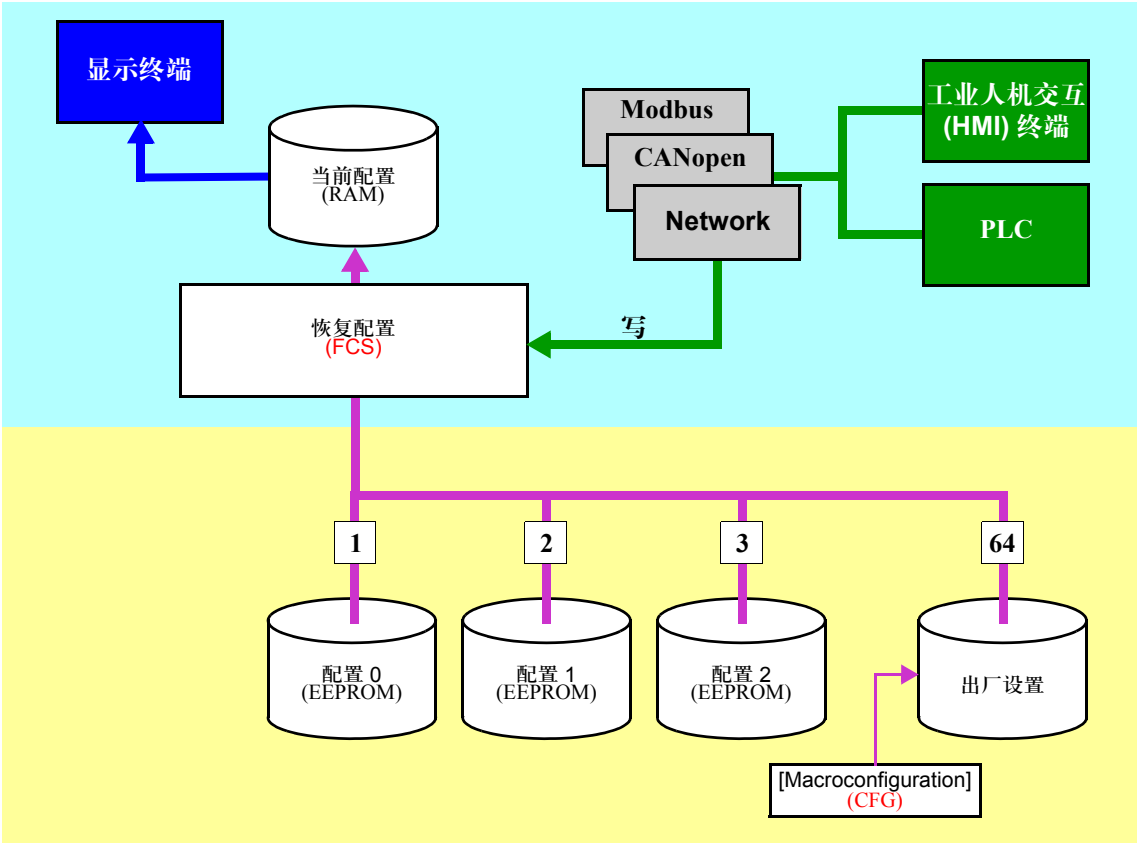 显示终端
当前配置
(RAM)
Modbus
CANopen
Network
工业人机交互
(HMI) 终端
PLC
恢复配置
(FCS)
写
1
2
3
64
配置 0
(EEPROM)
配置 1
(EEPROM)
配置 2
(EEPROM)
出厂设置
[Macroconfiguration]
(CFG)